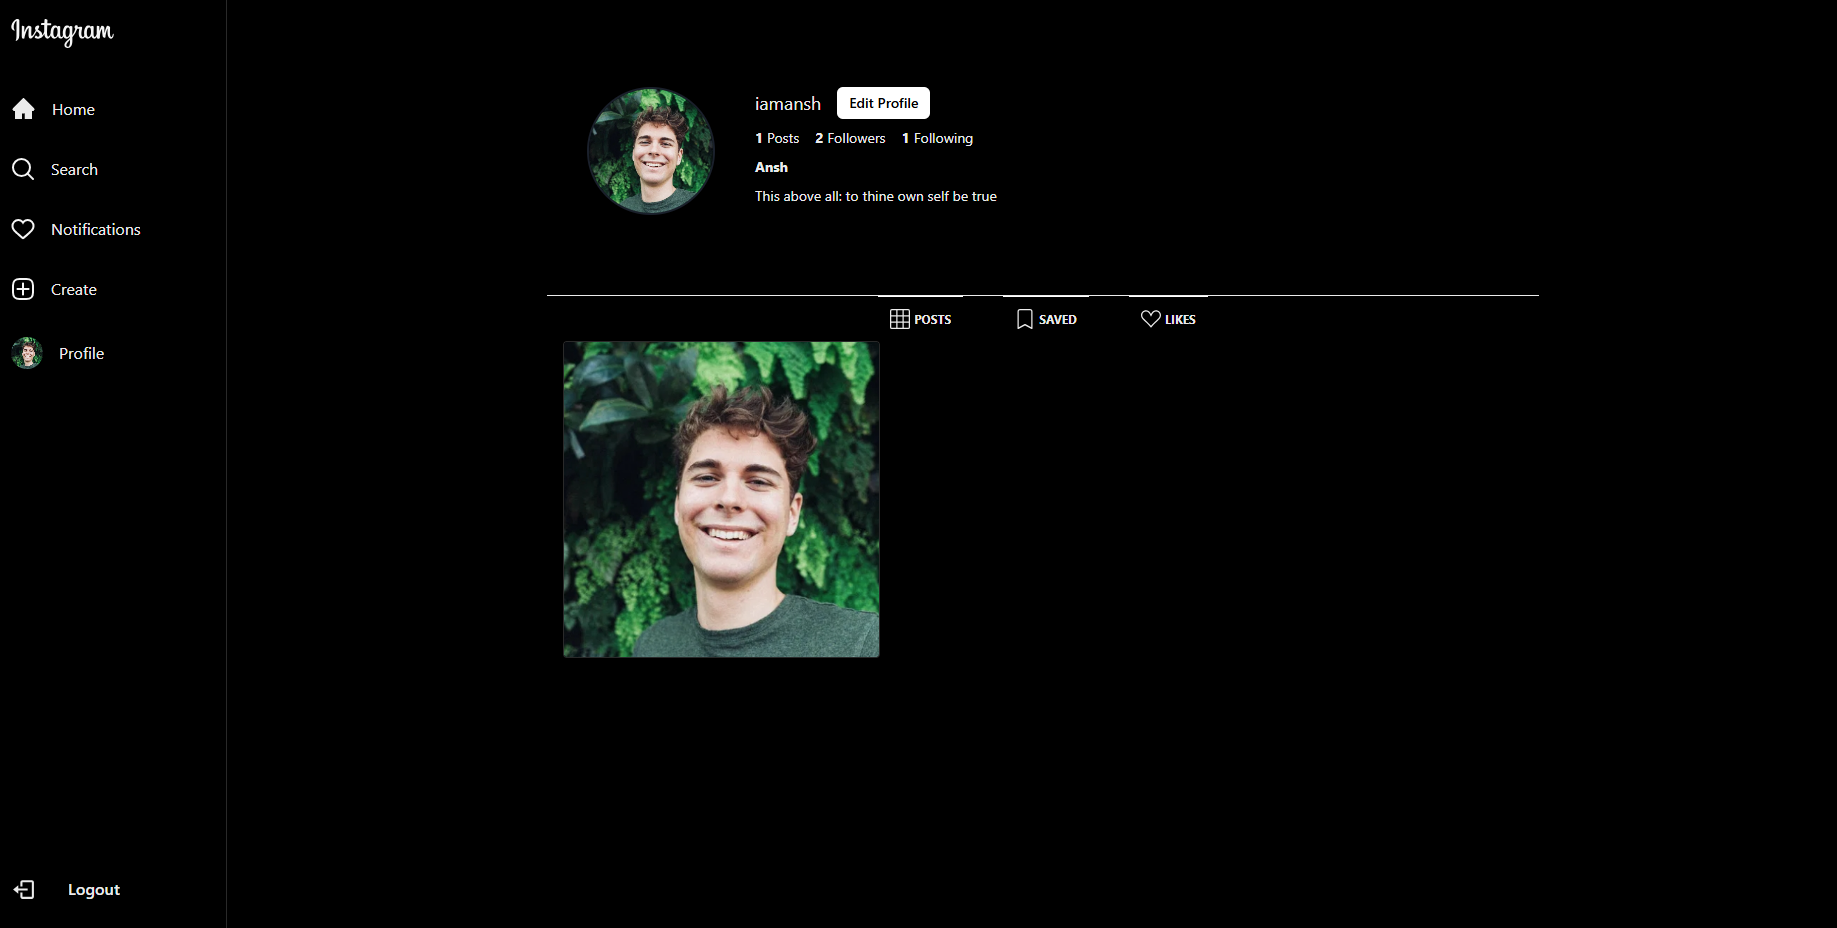 Instagram
Home
Search
Notifications
Create
Profile
Logout
iamansh Edit Profile
1 Posts 2 Followers 1 Following
Ansh
This above all: to thine own self be true
POSTS SAVED LIKES